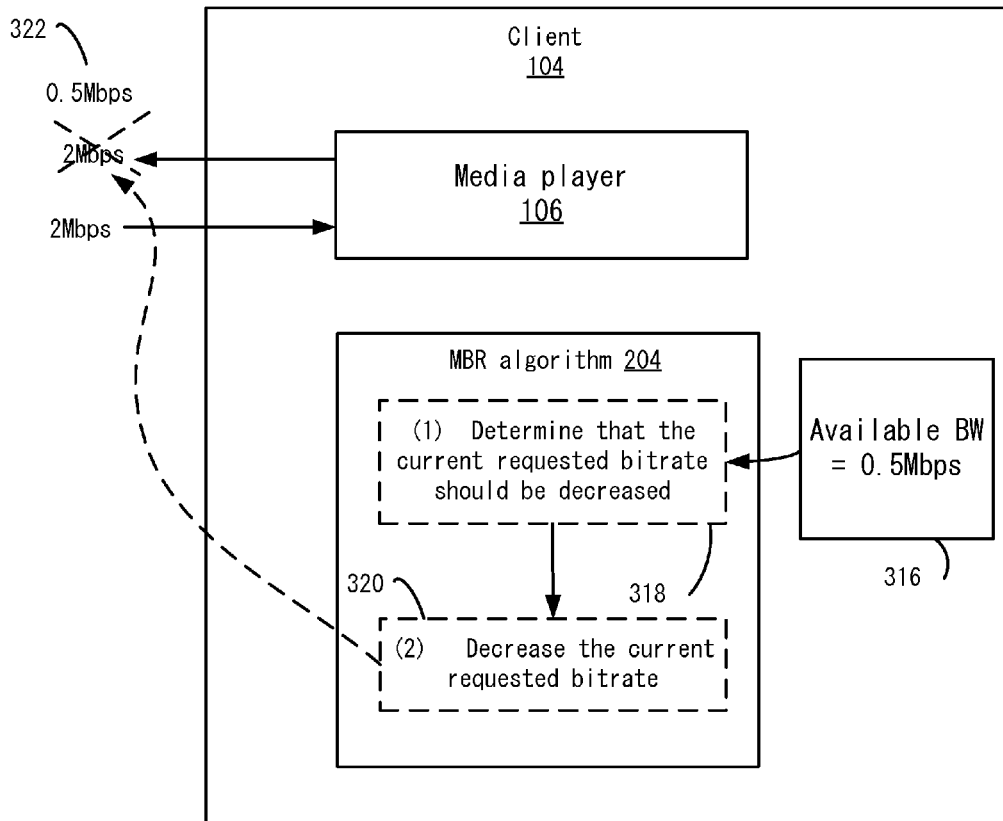 322
Client
104
0.5Mbps
2Mbps
2Mbps
Media player
106
MBR algorithm 204
(1) Determine that the
current requested bitrate
should be decreased
Available BW
= 0.5Mbps
316
318
320
(2) Decrease the current
requested bitrate